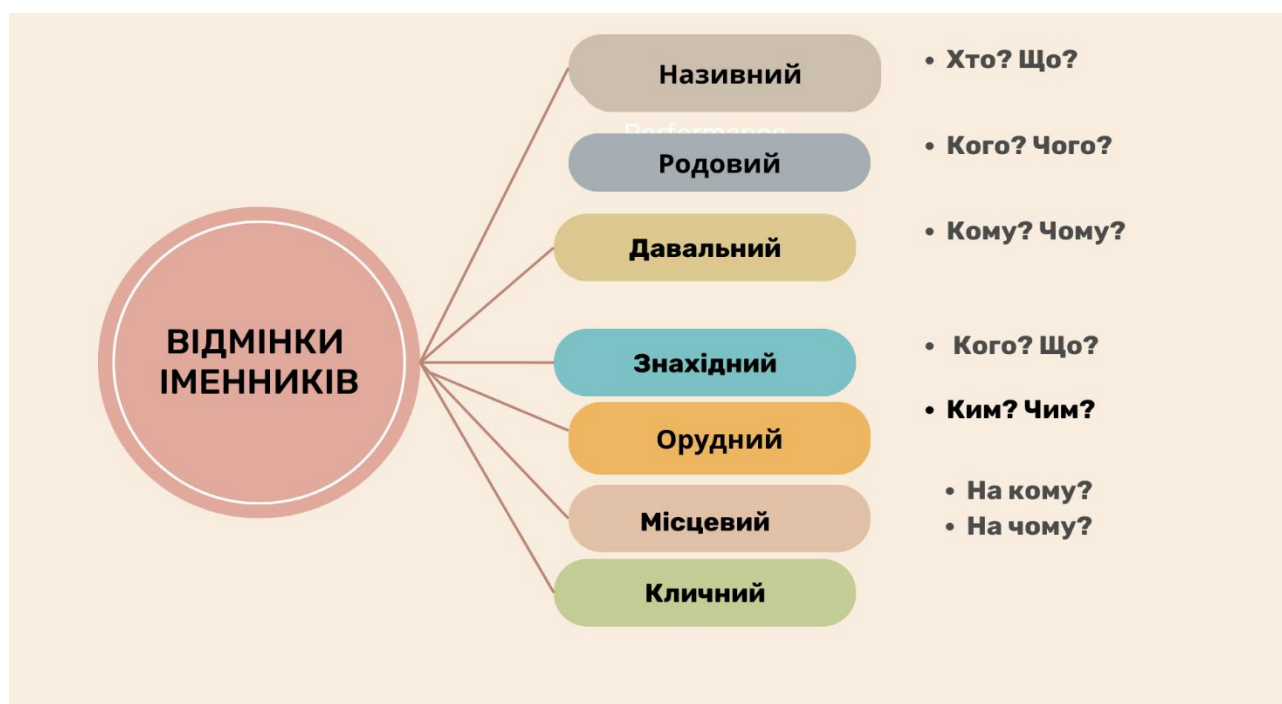 ВІДМІНКИ
ІМЕННИКІВ
Називний
• Хто? Що?
Performance
Родовий
• Кого? Чого?
Давальний
• Кому? Чому?
Знахідний
• Кого? Що?
Орудний
• Ким? Чим?
Місцевий
• На кому?
• На чому?
Кличний